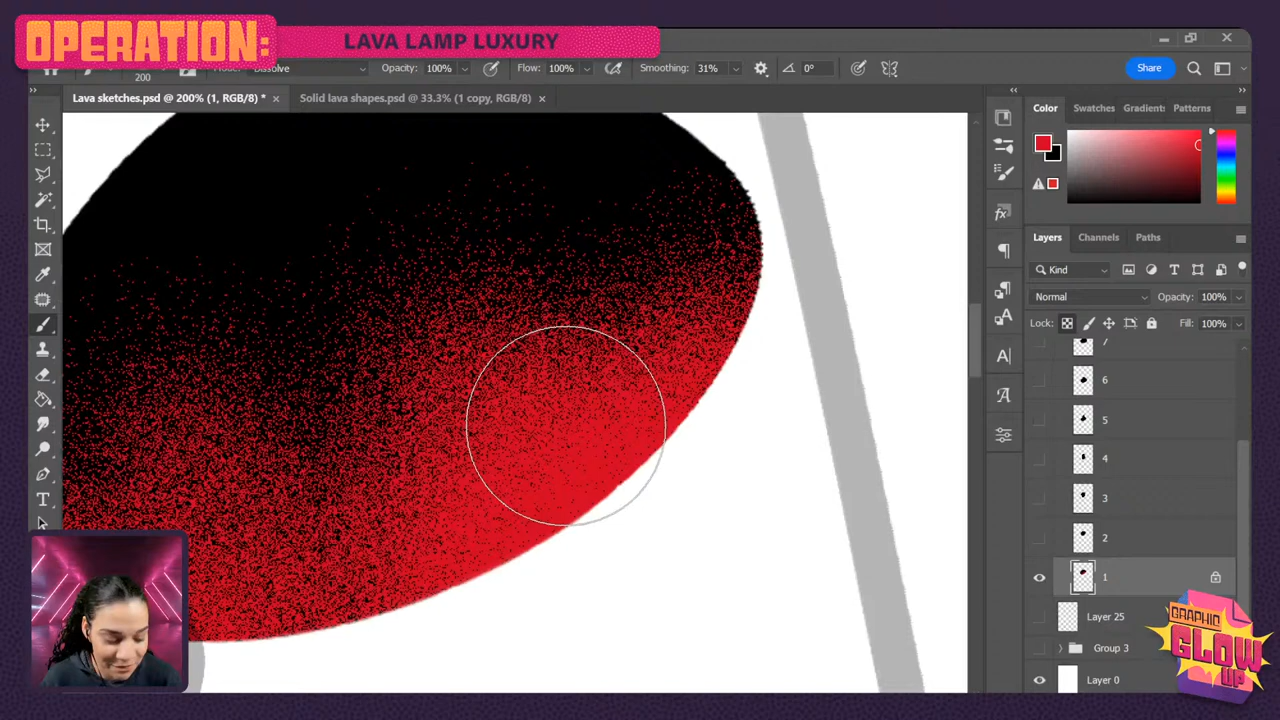 OPERATION:
LAVA LAMP LUXURY
200
Dissolve
Opacity: 100%
Flow: 100%
Smoothing: 31%
0°
Share
Lava sketches.psd @ 200% (1, RGB/8) *
Solid lava shapes.psd @ 33.3% (1 copy, RGB/8)
Color
Swatches
Gradients
Patterns
fx
Layers
Channels
Paths
Kind
Normal
Opacity: 100%
Lock:
Fill: 100%
7
6
5
4
3
2
1
Layer 25
Group 3
Layer 0
GRAPHIC
GLOW
UP